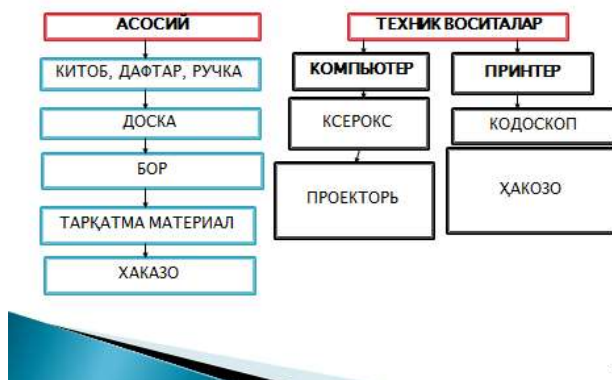 АСОСИЙ
КИТОБ, ДАФТАР, РУЧКА
ДОСКА
БОР
ТАРҚАТМА МАТЕРИАЛ
ХАКАЗО
ТЕХНИК ВОСИТАЛАР
КОМПЬЮТЕР
КСЕРОКС
ПРОЕКТОРЬ
ПРИНТЕР
КОДОСКОП
ҲАКОЗО